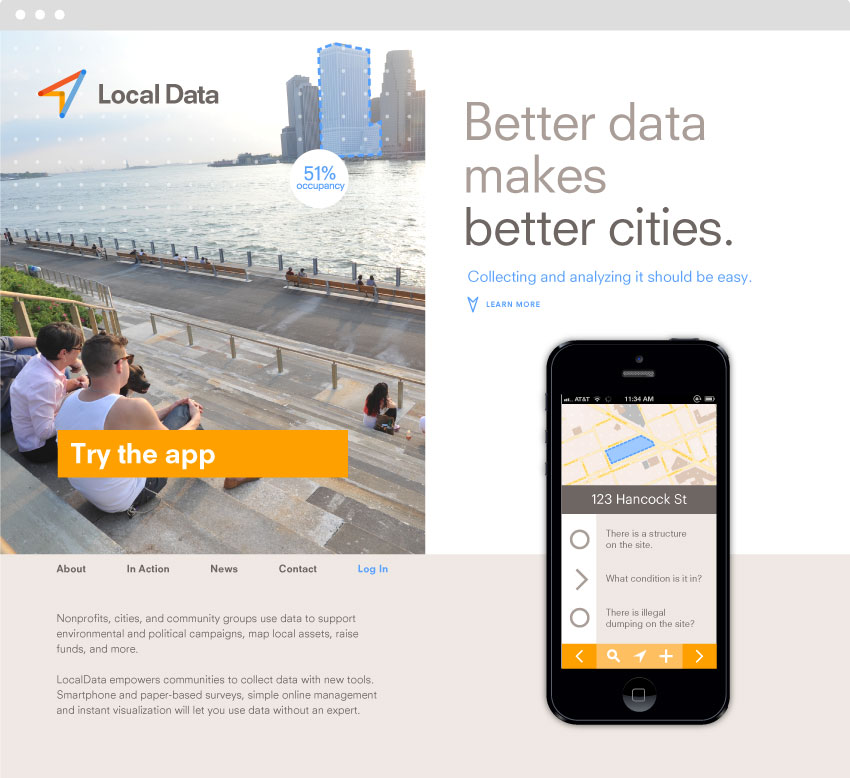 Local Data
51%
occupancy
Better data
makes
better cities.
Collecting and analyzing it should be easy.
LEARN MORE
Try the app
AT&T
11:34 AM
123 Hancock St
There is a structure
on the site.
What condition is it in?
There is illegal
dumping on the site?
About
In Action
News
Contact
Log In
Nonprofits, cities, and community groups use data to support
environmental and political campaigns, map local assets, raise
funds, and more.
LocalData empowers communities to collect data with new tools.
Smartphone and paper-based surveys, simple online management
and instant visualization will let you use data without an expert.